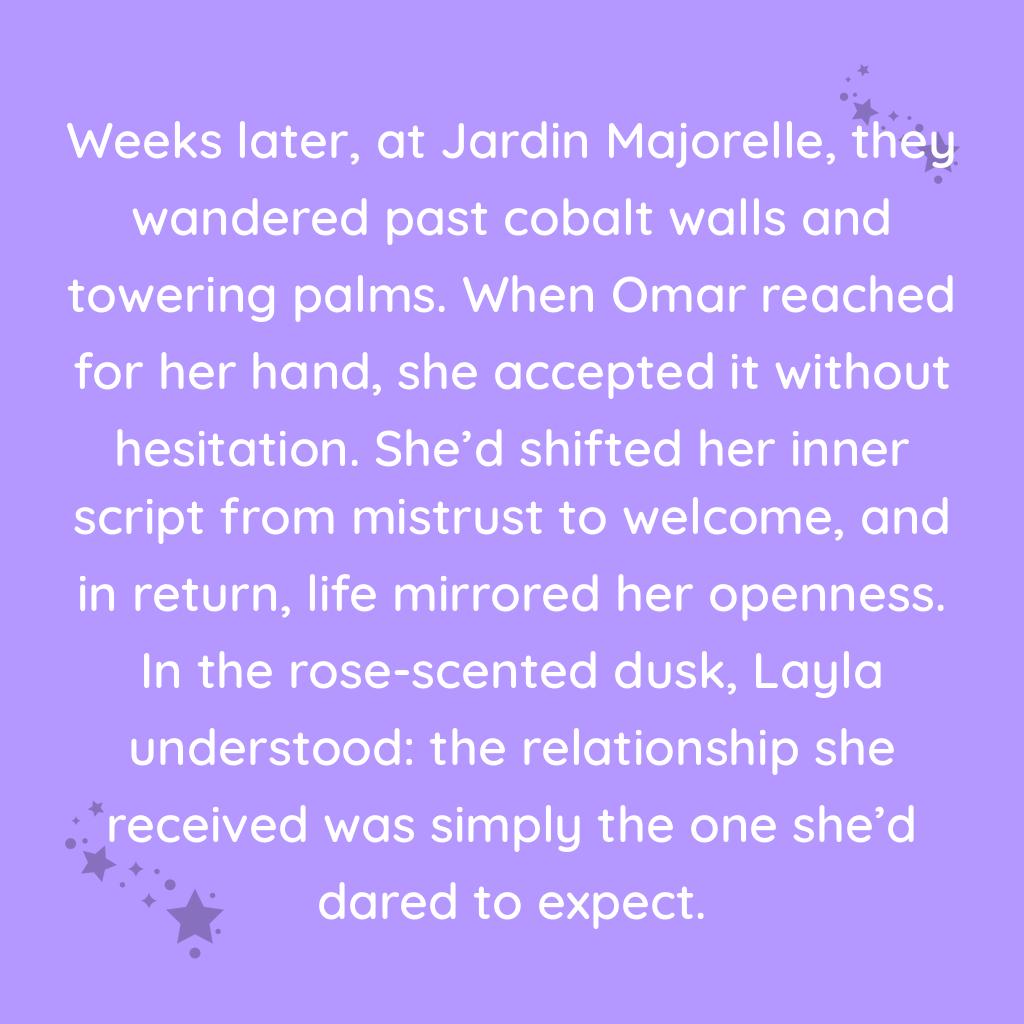 Weeks later, at Jardin Majorelle, they
wandered past cobalt walls and
towering palms. When Omar reached
for her hand, she accepted it without
hesitation. She’d shifted her inner
script from mistrust to welcome, and
in return, life mirrored her openness.
In the rose-scented dusk, Layla
understood: the relationship she
received was simply the one she’d
dared to expect.